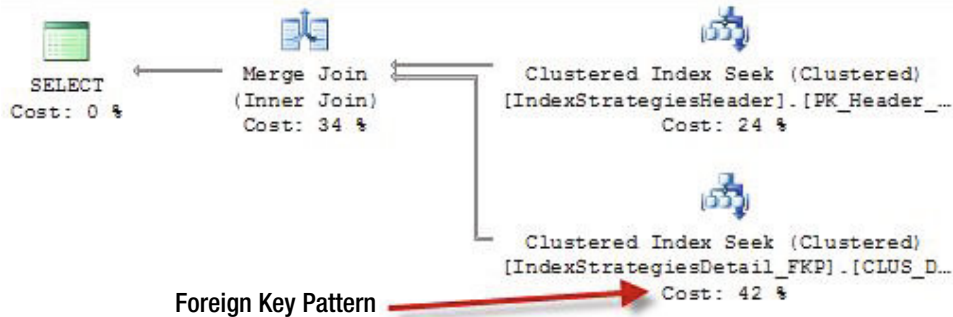 SELECT
Cost: 0 %
Merge Join
(Inner Join)
Cost: 34 %
Clustered Index Seek (Clustered)
[IndexStrategiesHeader].[PK_Header_…
Cost: 24 %
Clustered Index Seek (Clustered)
[IndexStrategiesDetail_FKP].[CLUS_D…
Cost: 42 %
Foreign Key Pattern